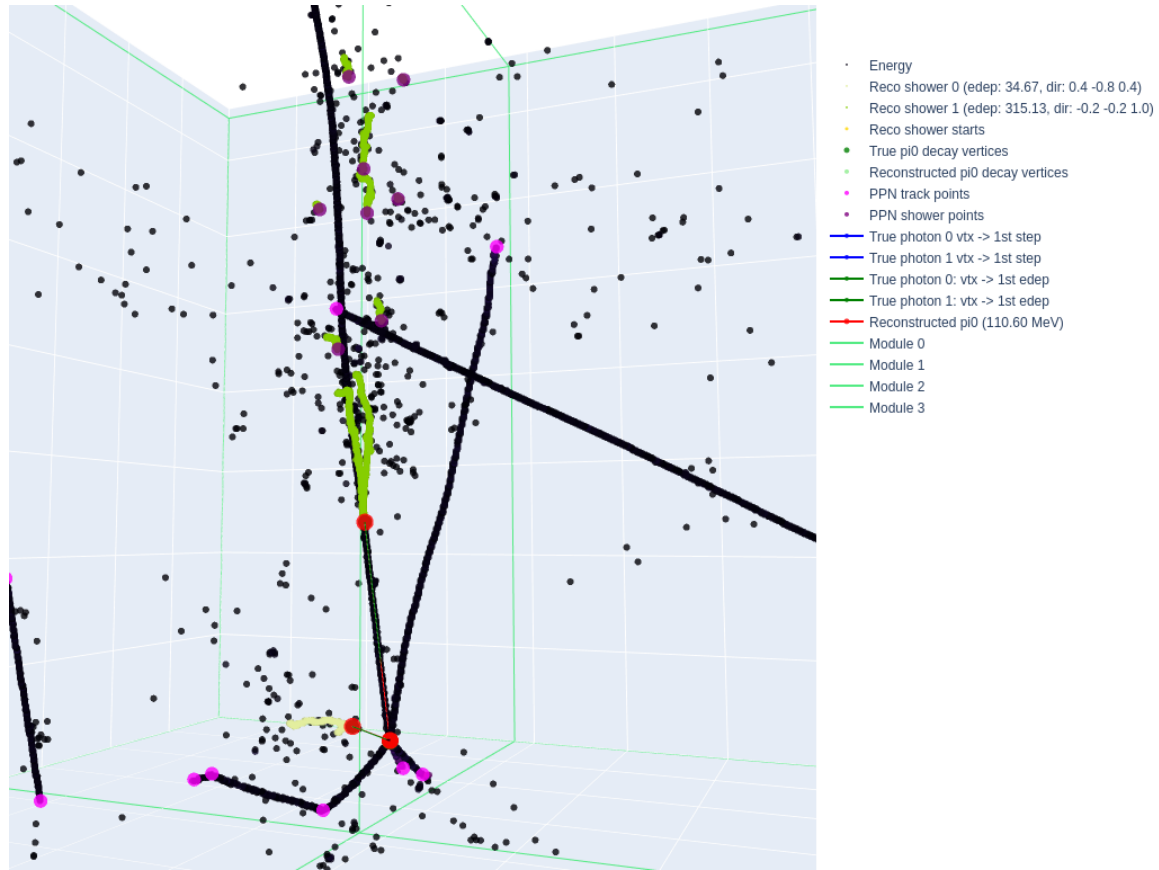 Energy
Reco shower 0 (edep: 34.67, dir: 0.4 -0.8 0.4)
Reco shower 1 (edep: 315.13, dir: -0.2 -0.2 1.0)
Reco shower starts
True pi0 decay vertices
Reconstructed pi0 decay vertices
PPN track points
PPN shower points
True photon 0 vtx -> 1st step
True photon 1 vtx -> 1st step
True photon 0: vtx -> 1st edep
True photon 1: vtx -> 1st edep
Reconstructed pi0 (110.60 MeV)
Module 0
Module 1
Module 2
Module 3